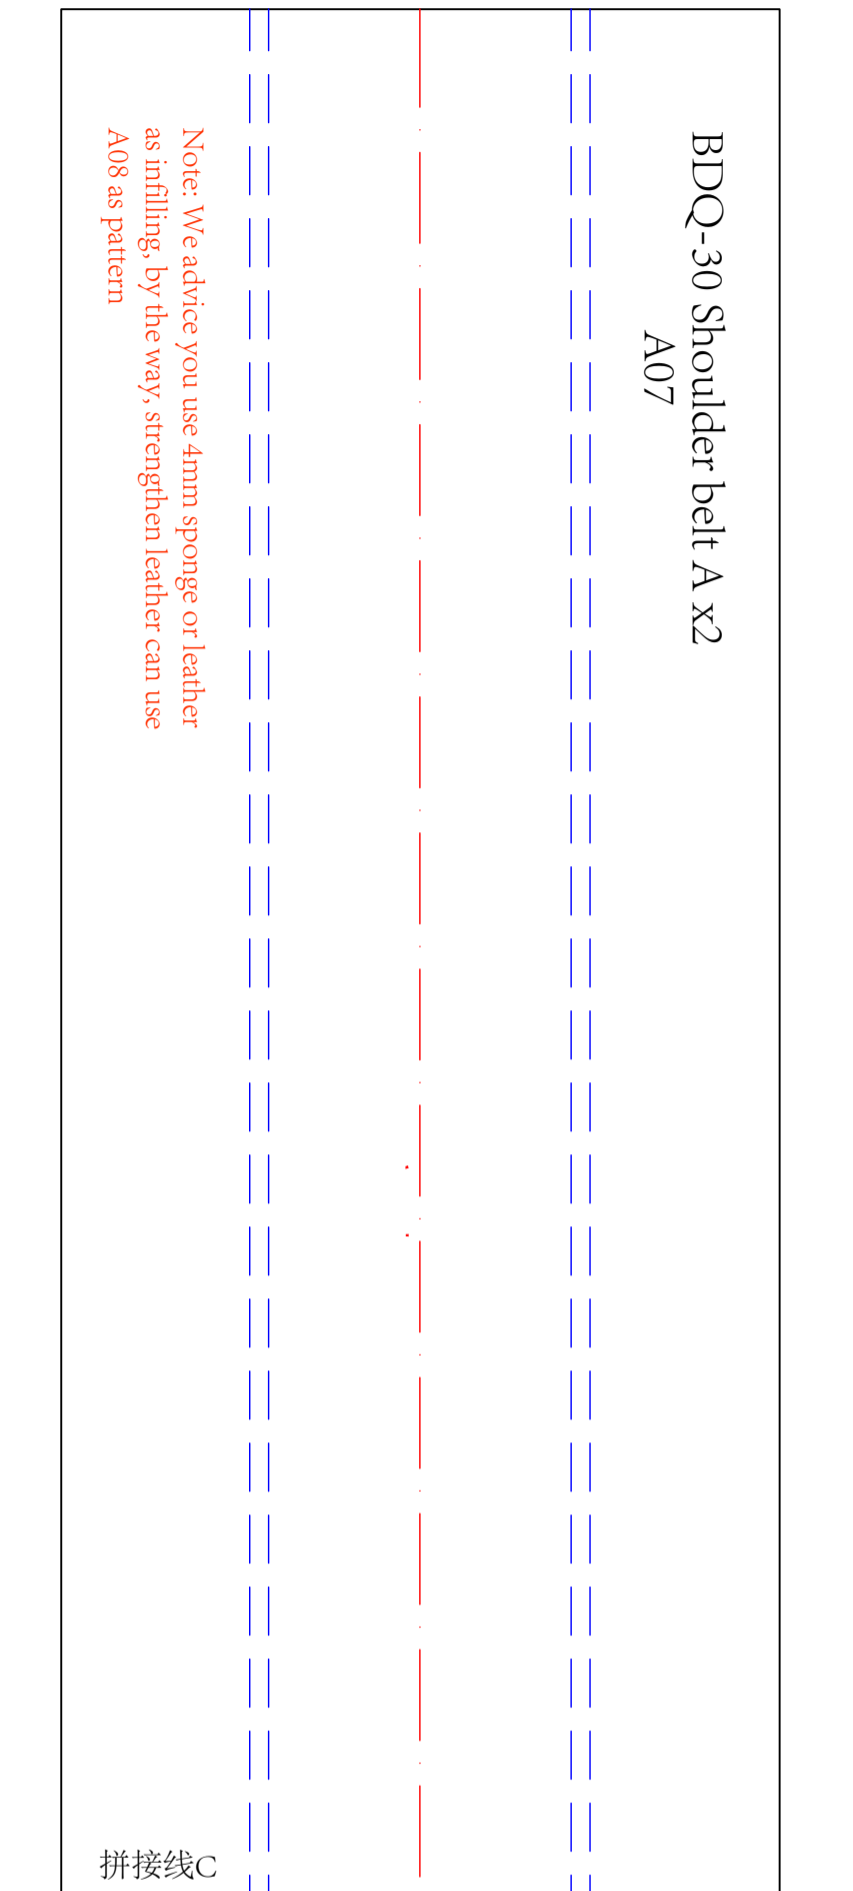 BDQ-30 Shoulder belt A x2
A07
Note: We advice you use 4mm sponge or leather
as infilling, by the way, strengthen leather can use
A08 as pattern
拼接线C